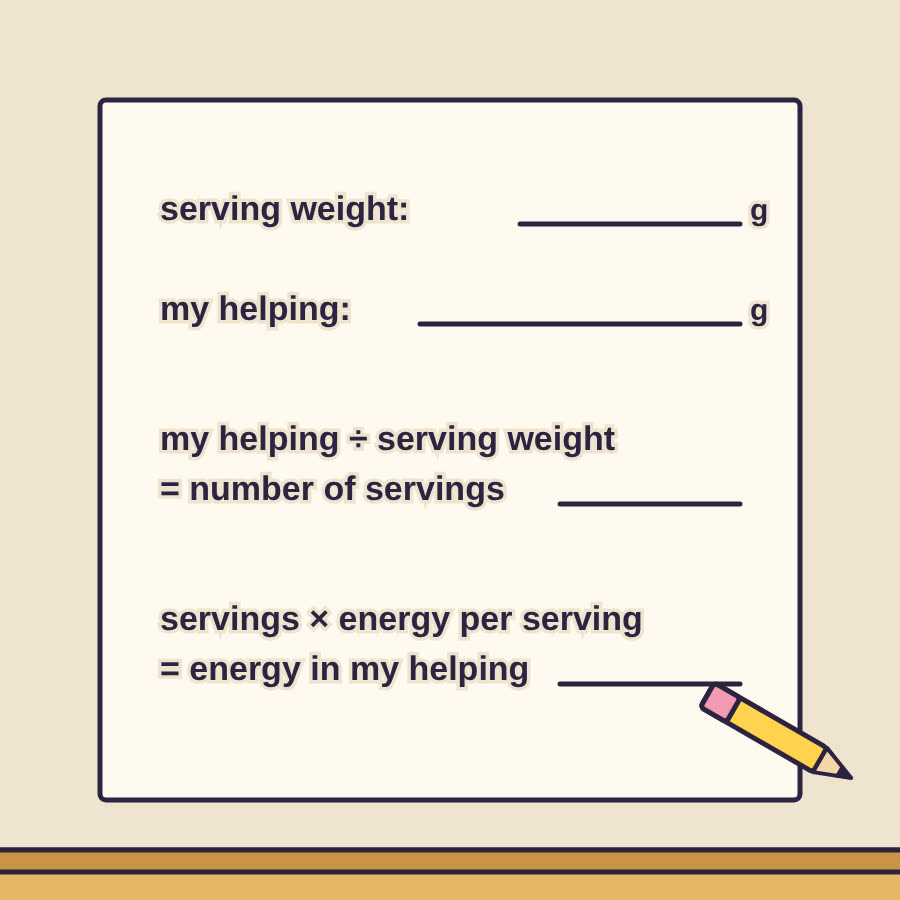 serving weight: g
my helping: g
my helping ÷ serving weight
= number of servings
servings × energy per serving
= energy in my helping